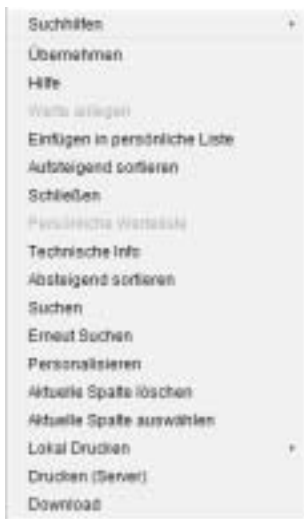 Suchhilfen
Übernehmen
Hilfe
Werte anlegen
Einfügen in persönliche Liste
Aufsteigend sortieren
Schließen
Persönliche Werteliste
Technische Info
Absteigend sortieren
Suchen
Erneut Suchen
Personalisieren
Aktuelle Spalte löschen
Aktuelle Spalte auswählen
Lokal Drucken
Drucken (Server)
Download